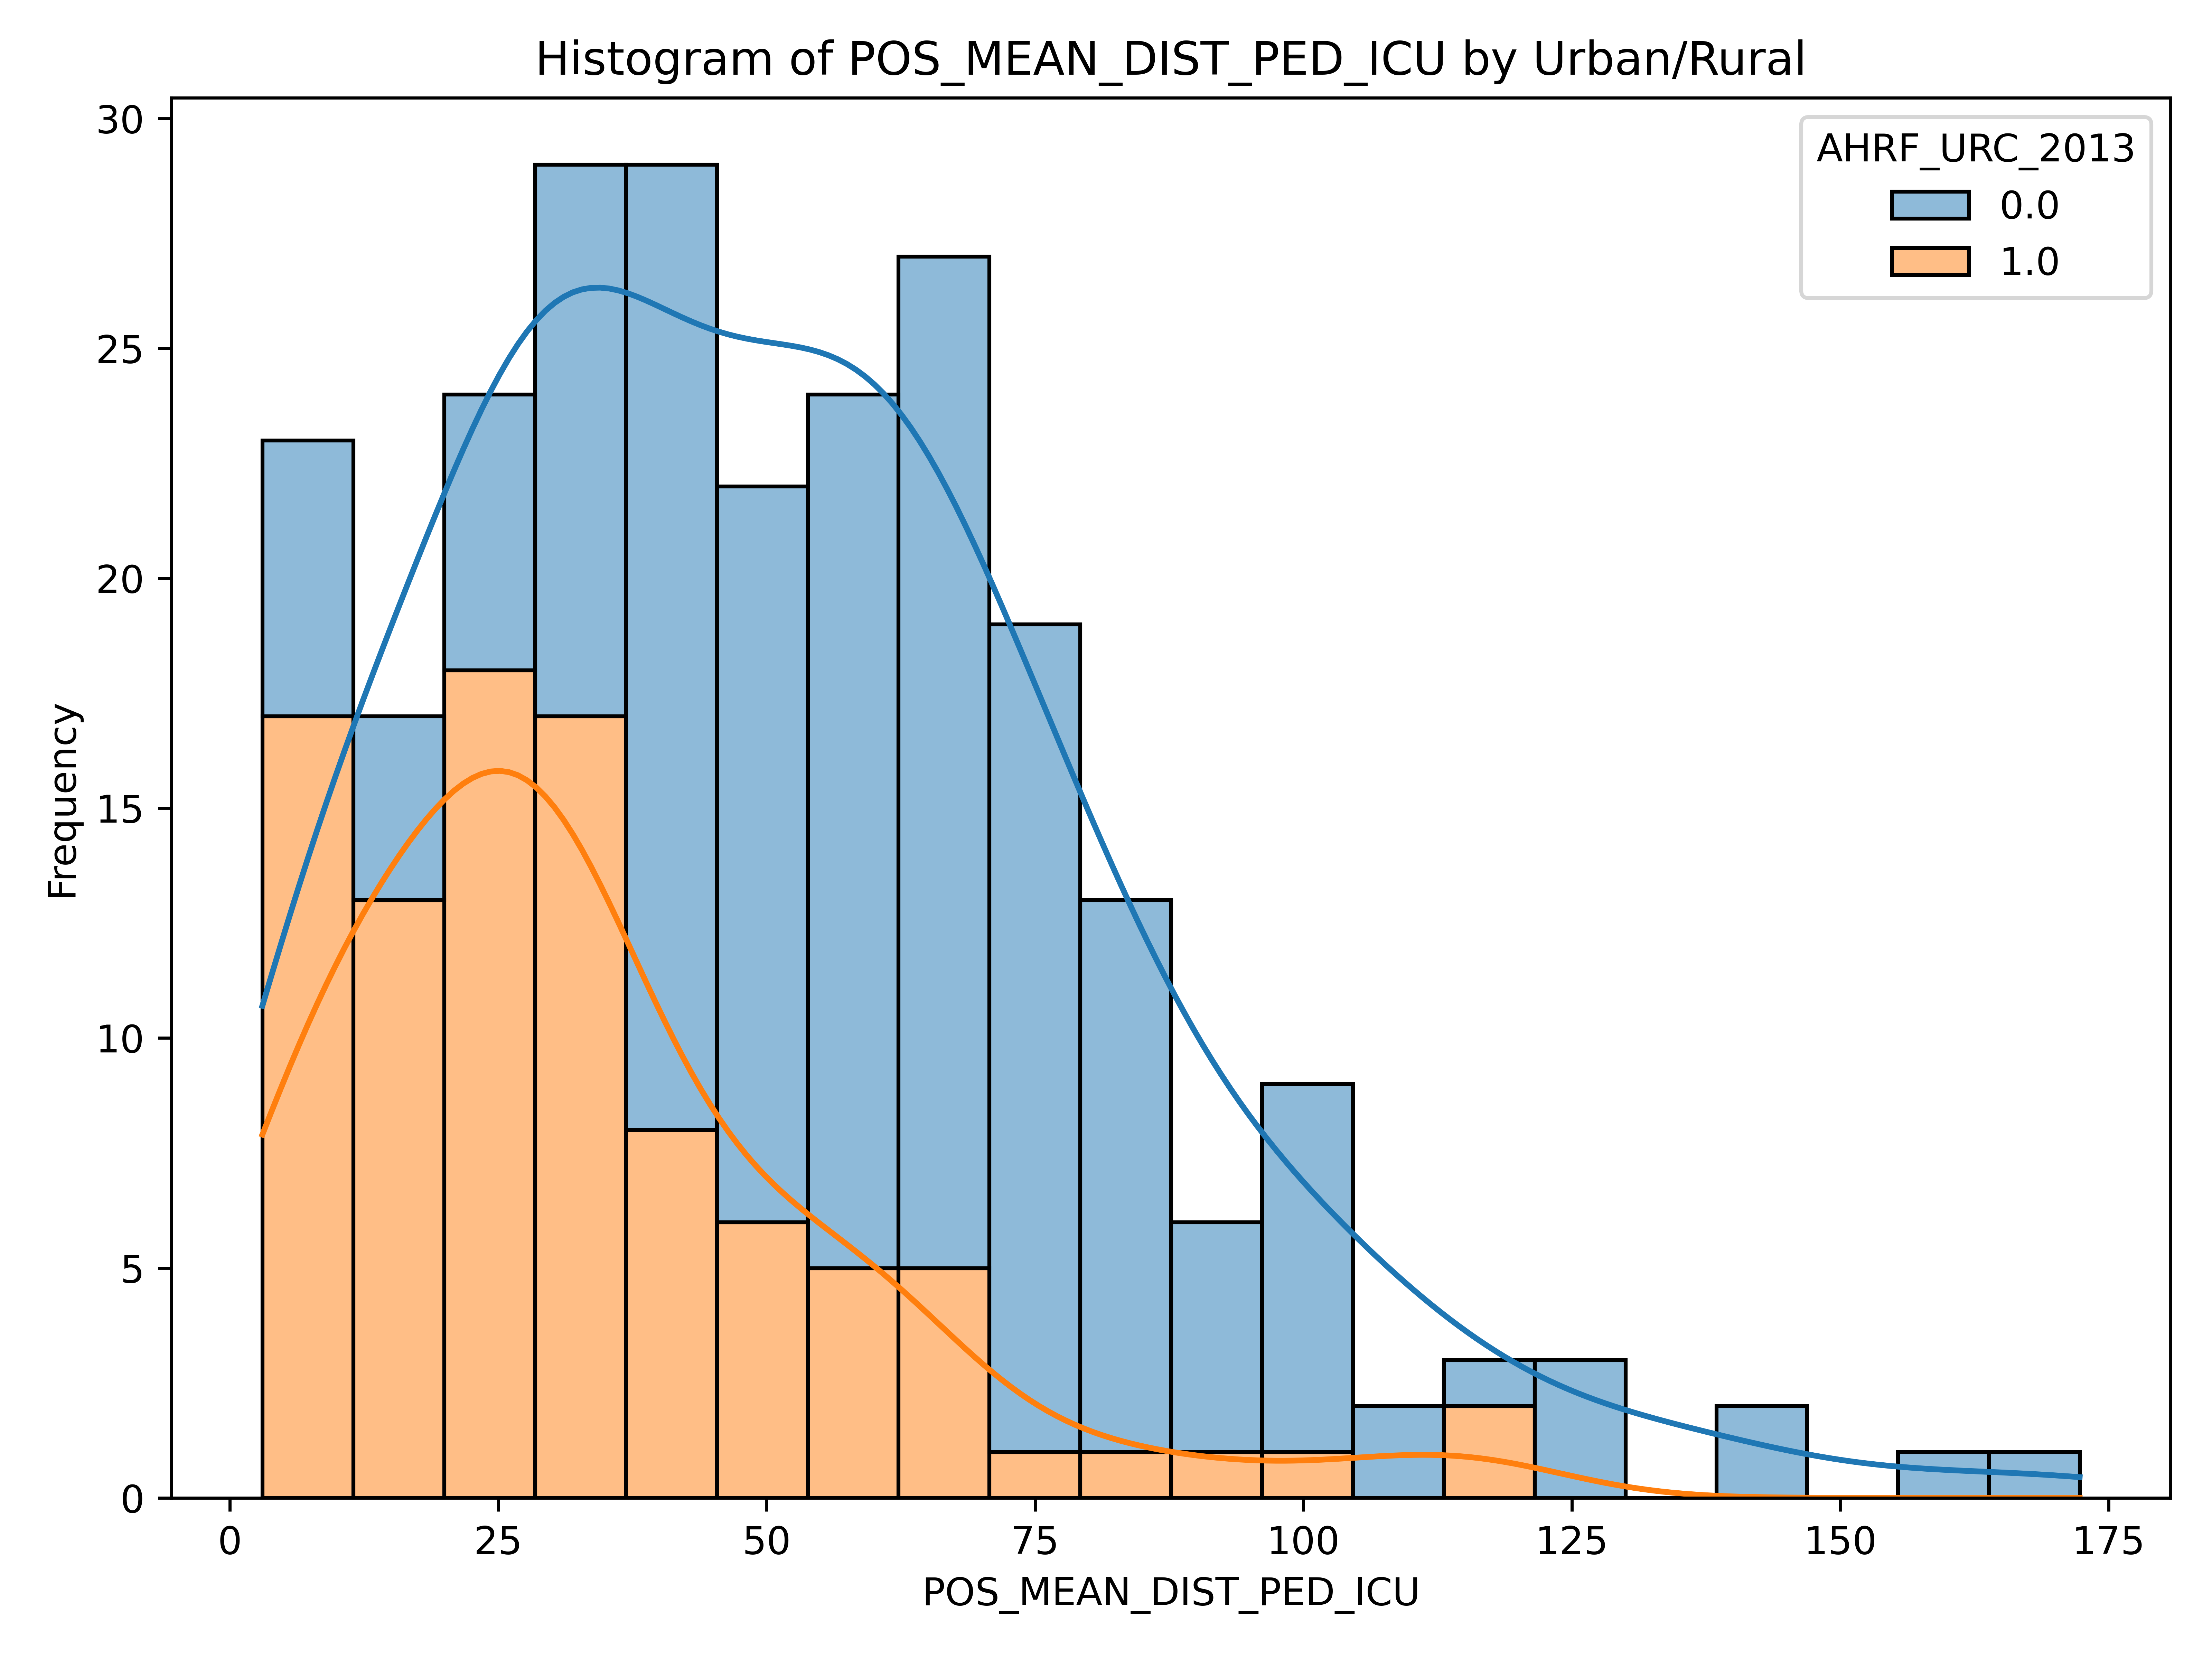 Histogram of POS_MEAN_DIST_PED_ICU by Urban/Rural
AHRF_URC_2013
0.0
1.0
30
25
20
15
10
5
0
Frequency
0 25 50 75 100 125 150 175
POS_MEAN_DIST_PED_ICU